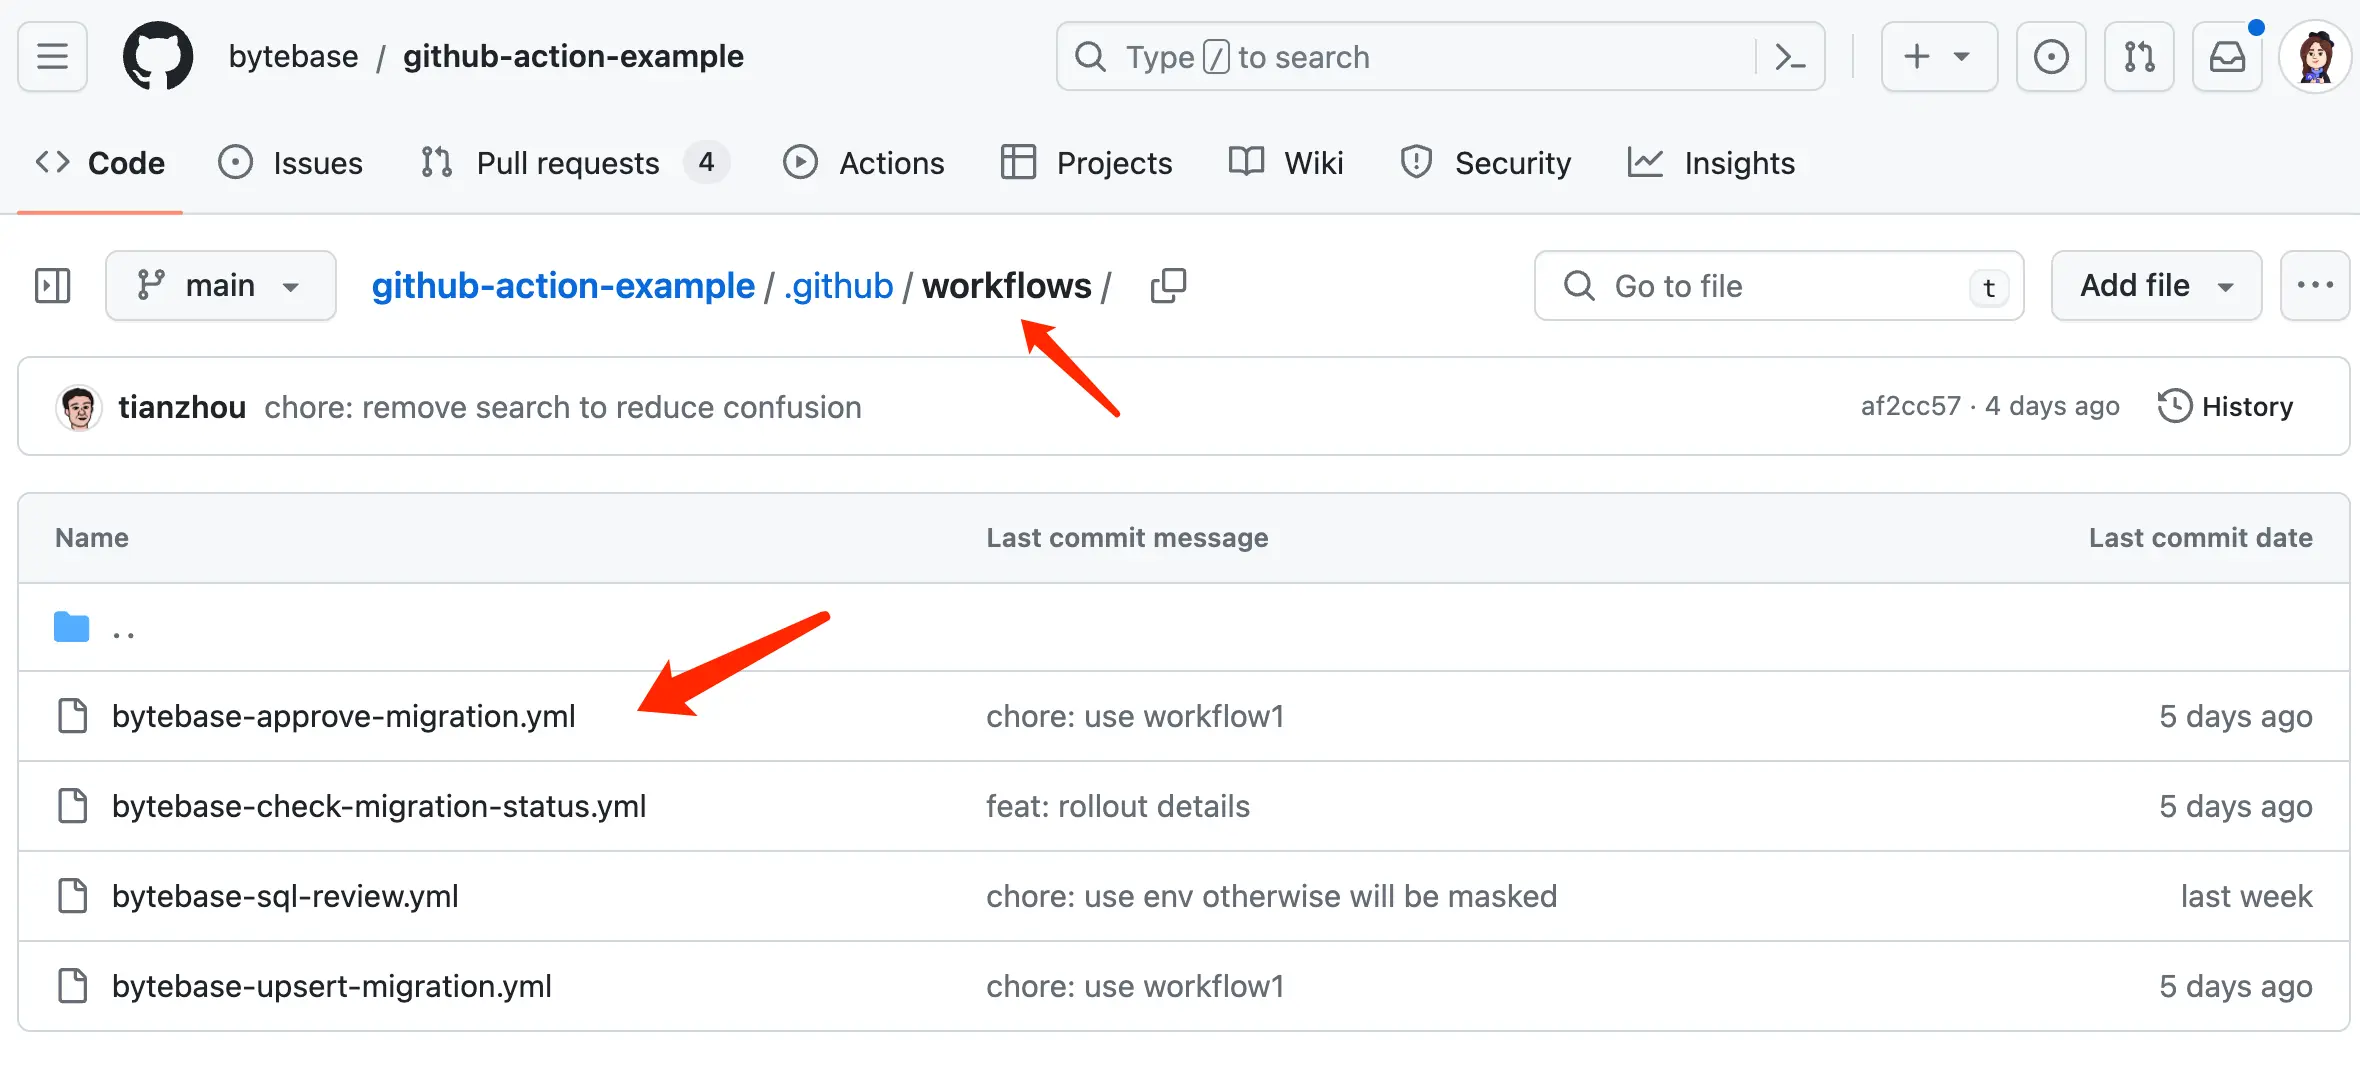 bytebase / github-action-example Type / to search
Code Issues Pull requests 4 Actions Projects Wiki Security Insights
main github-action-example / .github / workflows / Go to file t Add file
tianzhou chore: remove search to reduce confusion af2cc57 · 4 days ago History
Name Last commit message Last commit date
..
bytebase-approve-migration.yml chore: use workflow1 5 days ago
bytebase-check-migration-status.yml feat: rollout details 5 days ago
bytebase-sql-review.yml chore: use env otherwise will be masked last week
bytebase-upsert-migration.yml chore: use workflow1 5 days ago